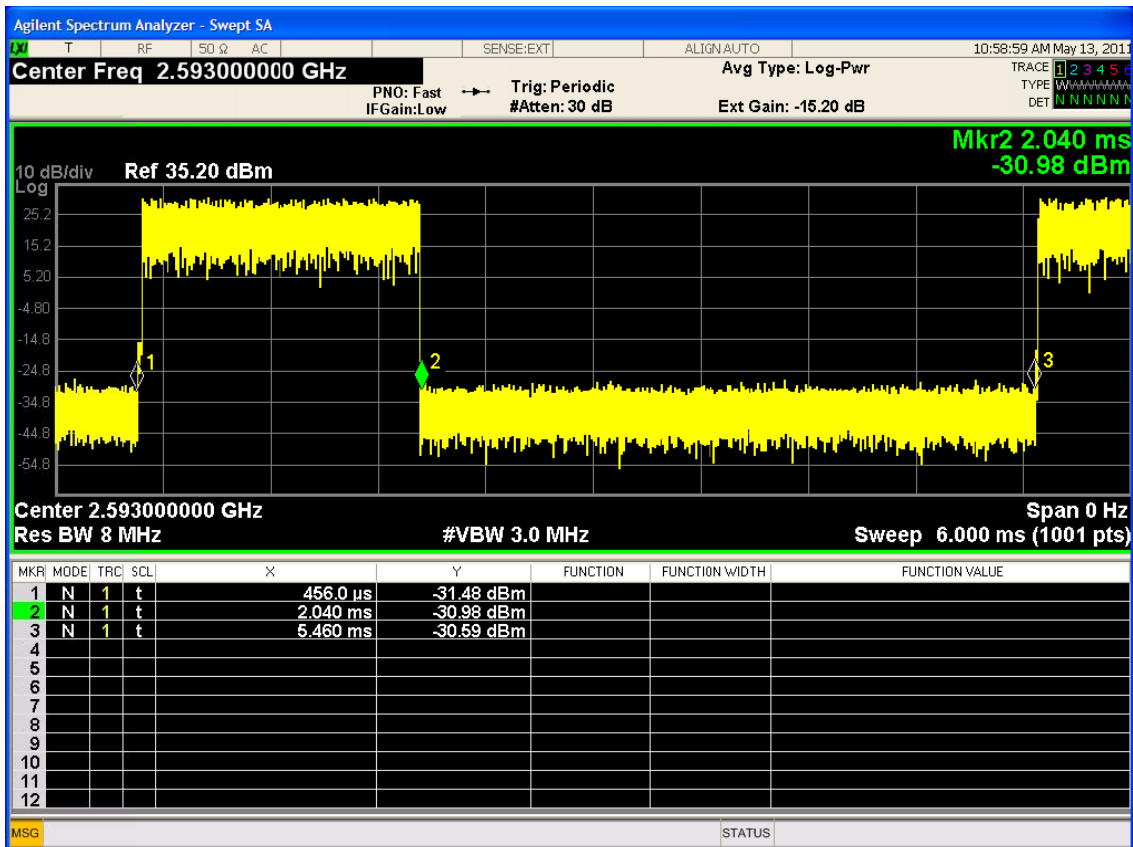 Agilent Spectrum Analyzer - Swept SA
LXI T RF 50 Ω AC SENSE:EXT ALIGN AUTO 10:58:59 AM May 13, 2011
Center Freq 2.593000000 GHz Avg Type: Log-Pwr TRACE 1 2 3 4 5 6
PNO: Fast Trig: Periodic TYPE WWWWWW
IFGain:Low #Atten: 30 dB Ext Gain: -15.20 dB DET N N N N N N
Mkr2 2.040 ms
-30.98 dBm
10 dB/div Ref 35.20 dBm
Log
25.2
15.2
5.20
-4.80
-14.8
1 2 3
-24.8
-34.8
-44.8
-54.8
Center 2.593000000 GHz Span 0 Hz
Res BW 8 MHz #VBW 3.0 MHz Sweep 6.000 ms (1001 pts)
MKR MODE TRC SCL X Y FUNCTION FUNCTION WIDTH FUNCTION VALUE
1 N 1 t 456.0 µs -31.48 dBm
2 N 1 t 2.040 ms -30.98 dBm
3 N 1 t 5.460 ms -30.59 dBm
4
5
6
7
8
9
10
11
12
MSG STATUS